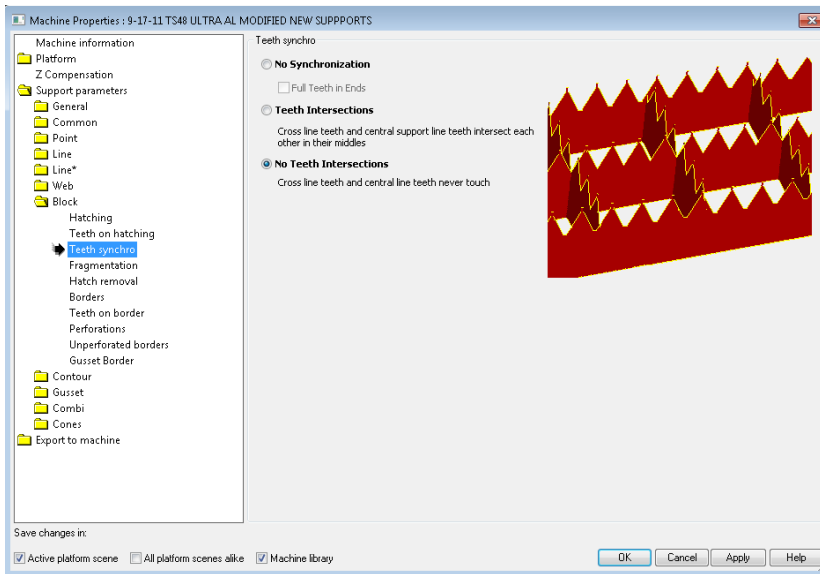 Machine Properties : 9-17-11 TS48 ULTRA AL MODIFIED NEW SUPPPORTS
Machine information
Platform
Z Compensation
Support parameters
General
Common
Point
Line
Line*
Web
Block
Hatching
Teeth on hatching
Teeth synchro
Fragmentation
Hatch removal
Borders
Teeth on border
Perforations
Unperforated borders
Gusset Border
Contour
Gusset
Combi
Cones
Export to machine
Teeth synchro
No Synchronization
Full Teeth in Ends
Teeth Intersections
Cross line teeth and central support line teeth intersect each
other in their middles
No Teeth Intersections
Cross line teeth and central line teeth never touch
Save changes in:
Active platform scene
All platform scenes alike
Machine library
OK
Cancel
Apply
Help